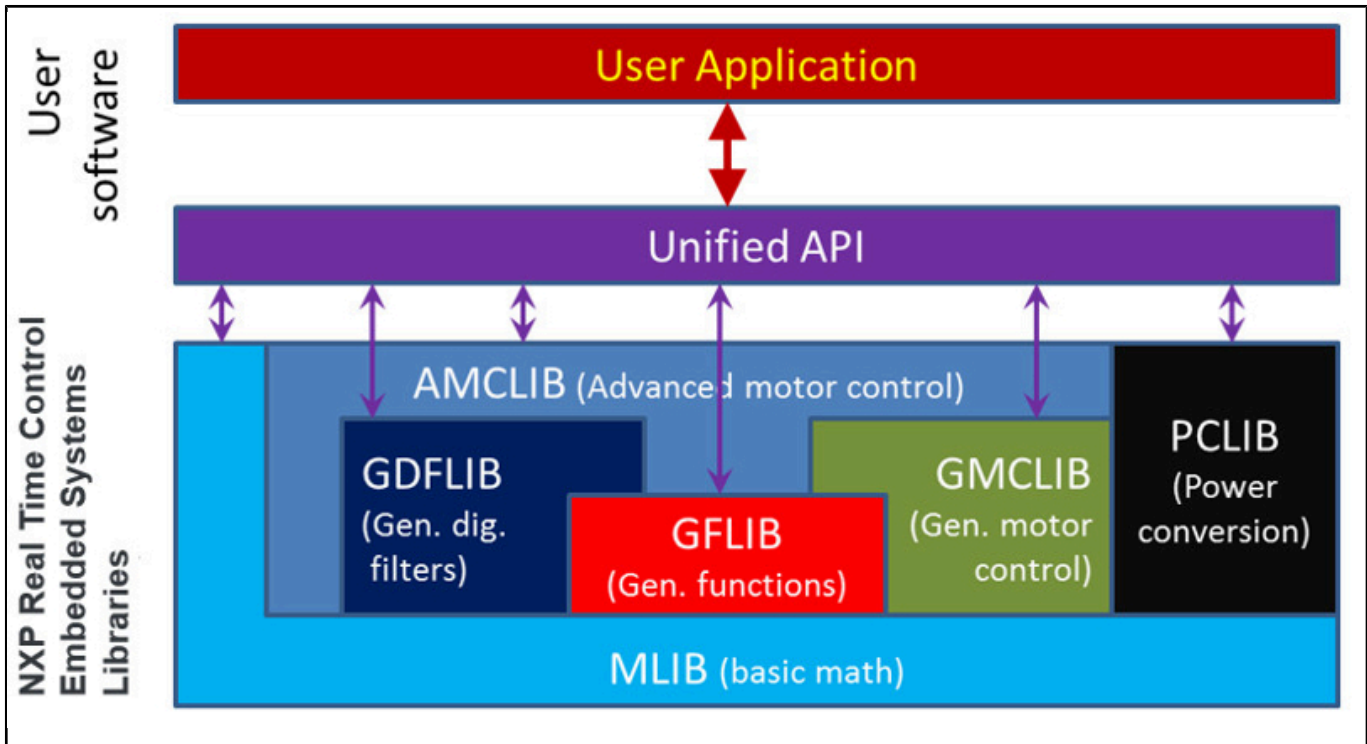 User
software
User Application
Unified API
NXP Real Time Control
Embedded Systems
Libraries
AMCLIB (Advanced motor control)
GDFLIB
(Gen. dig.
filters)
GFLIB
(Gen. functions)
GMCLIB
(Gen. motor
control)
PCLIB
(Power
conversion)
MLIB (basic math)